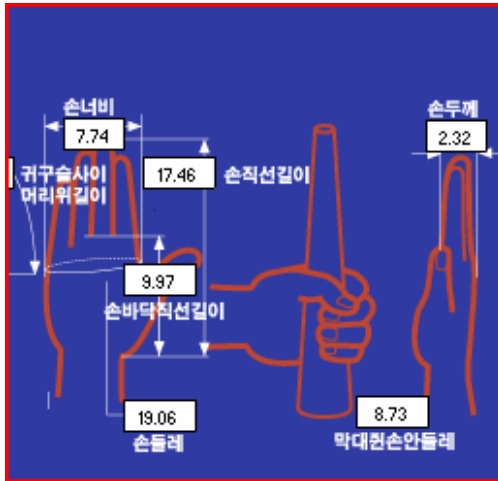 손너비
7.74
손두께
2.32
귀구슬사이
머리위길이
17.46
손직선길이
9.97
손바닥직선길이
19.06
손둘레
8.73
막대쥔손안둘레